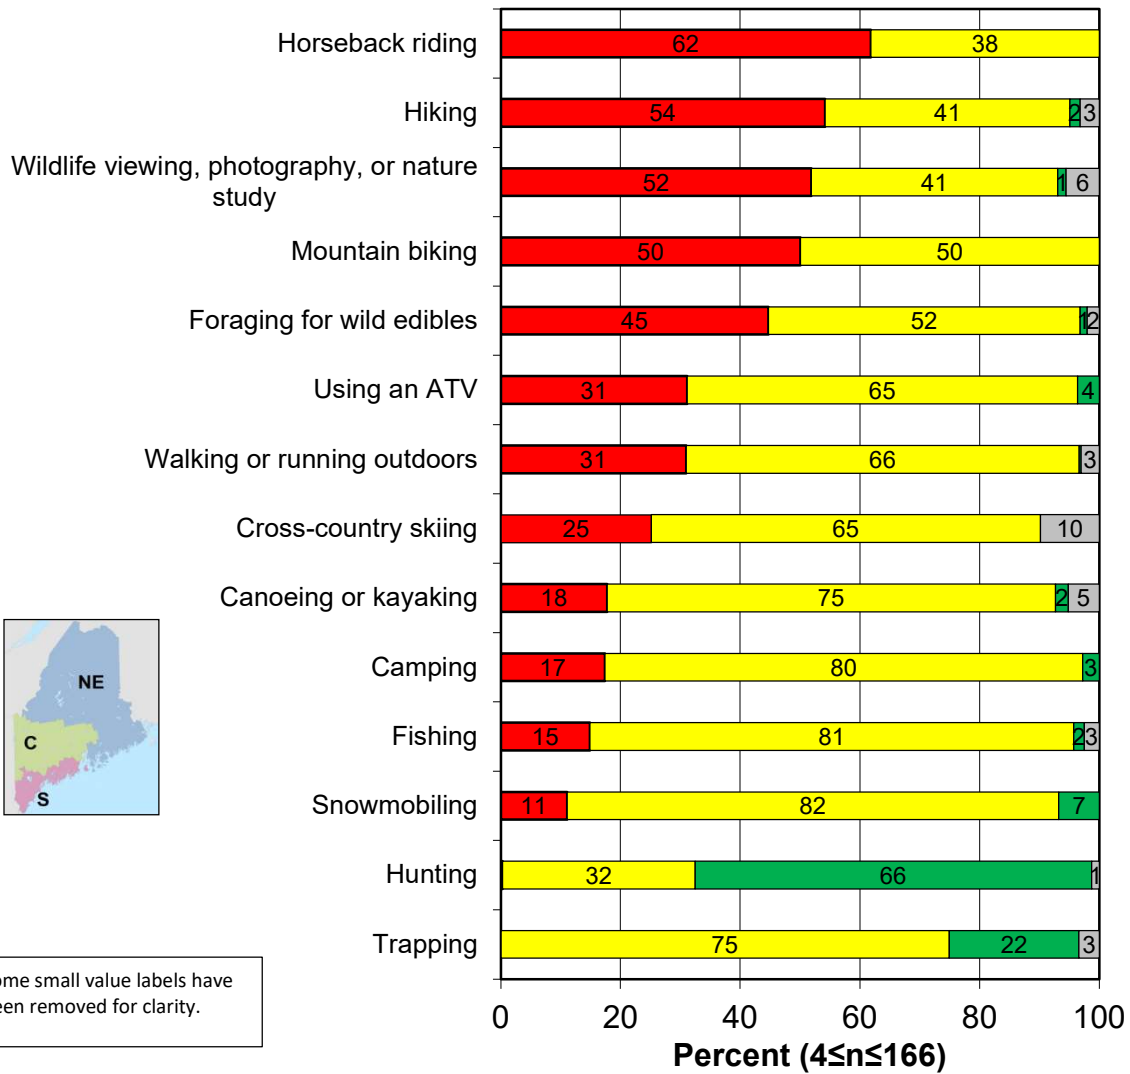 Horseback riding 62 38
Hiking 54 41 2 3
Wildlife viewing, photography, or nature
study 52 41 1 6
Mountain biking 50 50
Foraging for wild edibles 45 52 1 2
Using an ATV 31 65 4
Walking or running outdoors 31 66 3
Cross-country skiing 25 65 10
Canoeing or kayaking 18 75 2 5
Camping 17 80 3
Fishing 15 81 2 3
Snowmobiling 11 82 7
Hunting 32 66 1
Trapping 75 22 3
0 20 40 60 80 100
Percent (4≤n≤166)
NE
C
S
ome small value labels have
een removed for clarity.